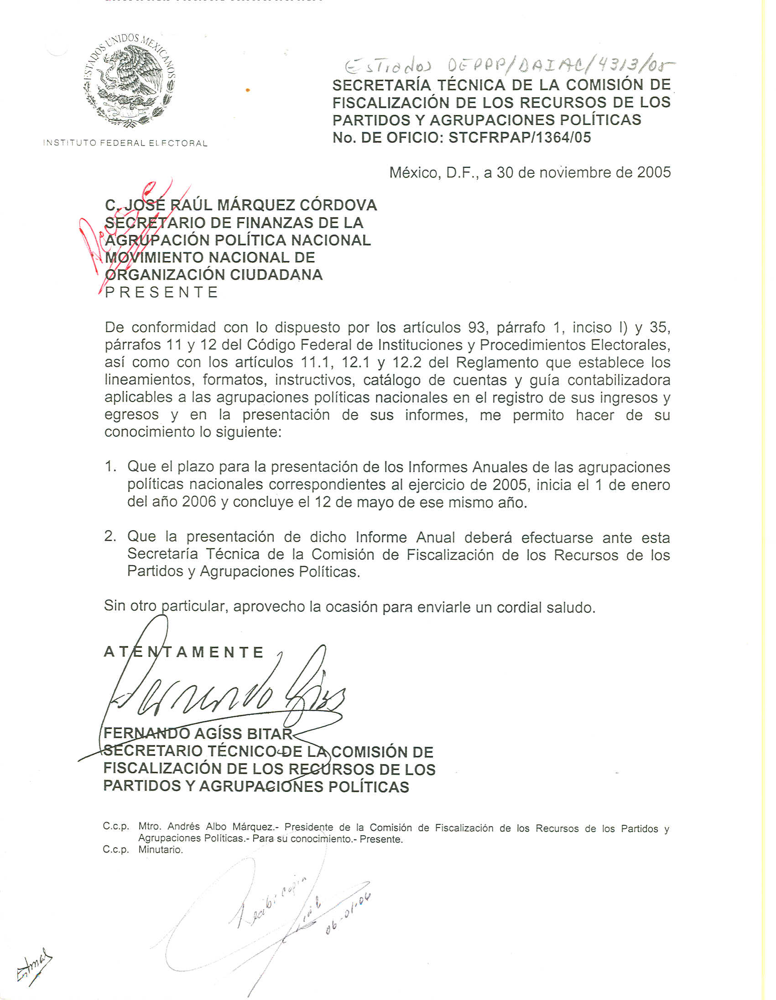 ESTADOS UNIDOS MEXICANOS
INSTITUTO FEDERAL ELECTORAL
Estrados DEPPP/DAIAC/4313/05
SECRETARÍA TÉCNICA DE LA COMISIÓN DE
FISCALIZACIÓN DE LOS RECURSOS DE LOS
PARTIDOS Y AGRUPACIONES POLÍTICAS
No. DE OFICIO: STCFRPAP/1364/05
México, D.F., a 30 de noviembre de 2005
C. JOSÉ RAÚL MÁRQUEZ CÓRDOVA
SECRETARIO DE FINANZAS DE LA
AGRUPACIÓN POLÍTICA NACIONAL
MOVIMIENTO NACIONAL DE
ORGANIZACIÓN CIUDADANA
P R E S E N T E
De conformidad con lo dispuesto por los artículos 93, párrafo 1, inciso l) y 35,
párrafos 11 y 12 del Código Federal de Instituciones y Procedimientos Electorales,
así como con los artículos 11.1, 12.1 y 12.2 del Reglamento que establece los
lineamientos, formatos, instructivos, catálogo de cuentas y guía contabilizadora
aplicables a las agrupaciones políticas nacionales en el registro de sus ingresos y
egresos y en la presentación de sus informes, me permito hacer de su
conocimiento lo siguiente:
1. Que el plazo para la presentación de los Informes Anuales de las agrupaciones
políticas nacionales correspondientes al ejercicio de 2005, inicia el 1 de enero
del año 2006 y concluye el 12 de mayo de ese mismo año.
2. Que la presentación de dicho Informe Anual deberá efectuarse ante esta
Secretaría Técnica de la Comisión de Fiscalización de los Recursos de los
Partidos y Agrupaciones Políticas.
Sin otro particular, aprovecho la ocasión para enviarle un cordial saludo.
A T E N T A M E N T E
Fernando Agíss
FERNANDO AGÍSS BITAR
SECRETARIO TÉCNICO DE LA COMISIÓN DE
FISCALIZACIÓN DE LOS RECURSOS DE LOS
PARTIDOS Y AGRUPACIONES POLÍTICAS
C.c.p. Mtro. Andrés Albo Márquez.- Presidente de la Comisión de Fiscalización de los Recursos de los Partidos y
Agrupaciones Políticas.- Para su conocimiento.- Presente.
C.c.p. Minutario.
Recibí copia
06-01-06